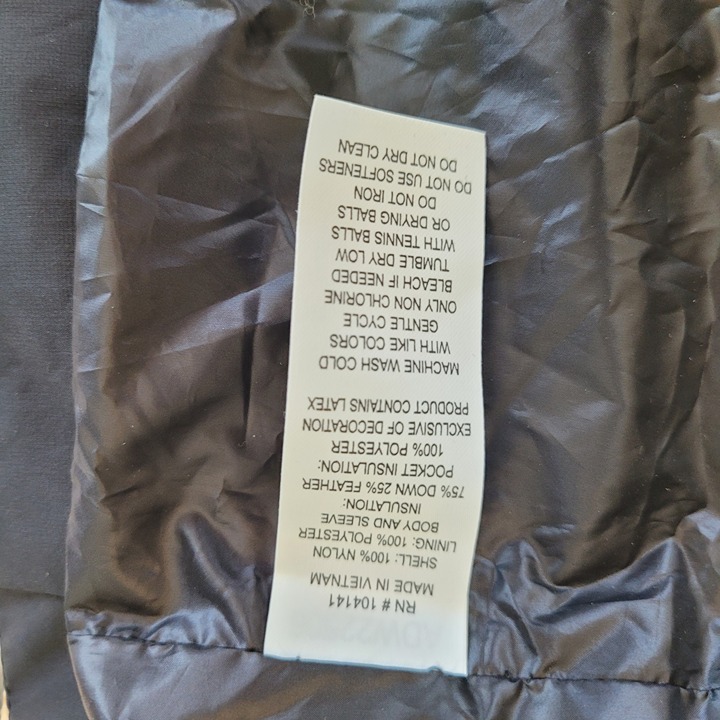 RN # 104141
MADE IN VIETNAM
SHELL: 100% NYLON
LINING: 100% POLYESTER
BODY AND SLEEVE
INSULATION:
75% DOWN 25% FEATHER
POCKET INSULATION:
100% POLYESTER
EXCLUSIVE OF DECORATION
PRODUCT CONTAINS LATEX
MACHINE WASH COLD
WITH LIKE COLORS
GENTLE CYCLE
ONLY NON CHLORINE
BLEACH IF NEEDED
TUMBLE DRY LOW
WITH TENNIS BALLS
OR DRYING BALLS
DO NOT IRON
DO NOT USE SOFTENERS
DO NOT DRY CLEAN